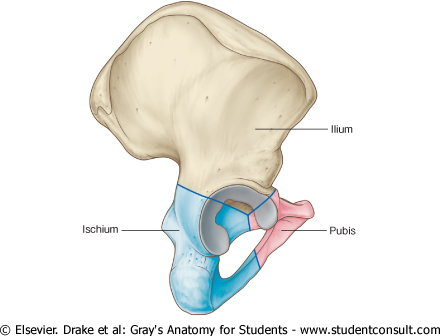 Ilium
Ischium
Pubis
© Elsevier. Drake et al: Gray's Anatomy for Students - www.studentconsult.com